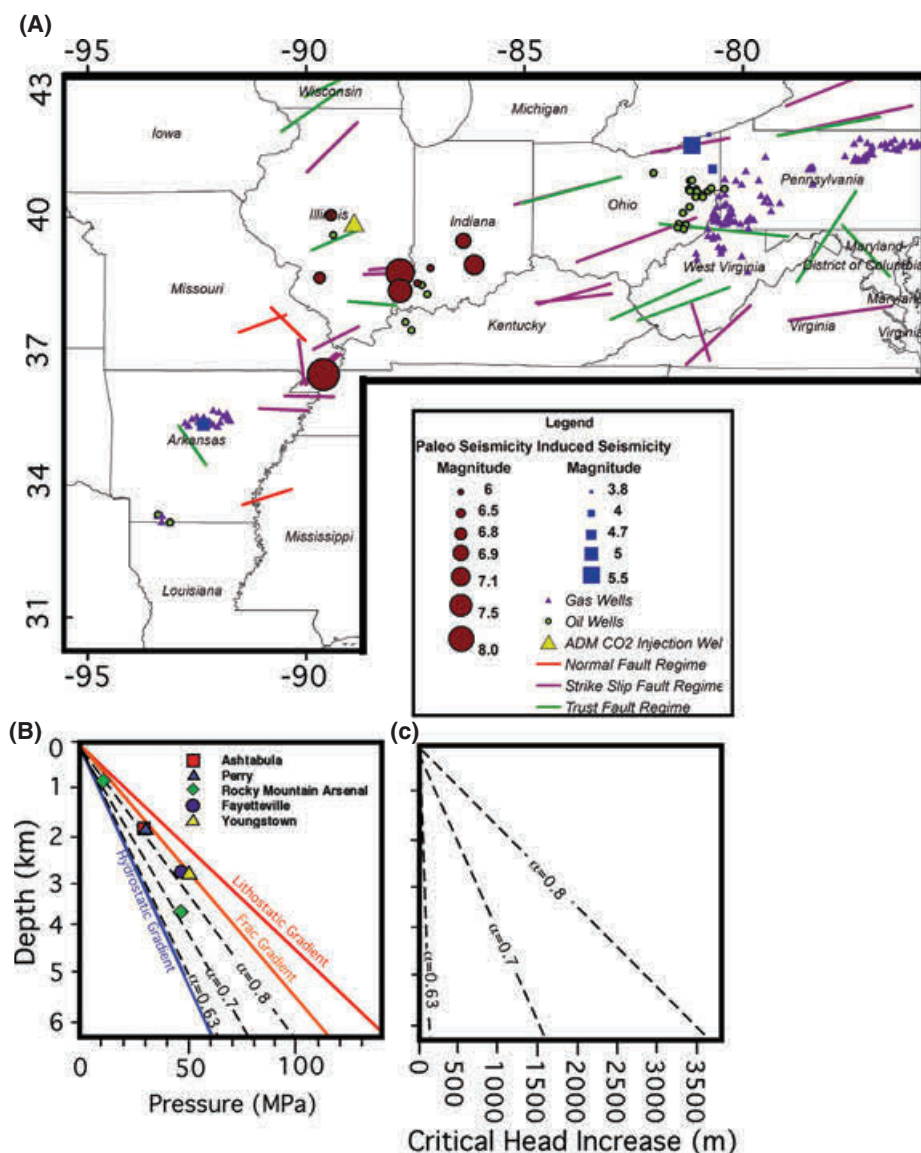 (A)
-95 -90 -85 -80
43
40
37
34
31
Wisconsin
Michigan
Iowa
Illinois
Indiana
Ohio
Pennsylvania
Missouri
West Virginia
Maryland
District of Columbia
Maryland
Kentucky
Virginia
Virginia
Arkansas
Mississippi
Louisiana
-95 -90
Legend
Paleo Seismicity Induced Seismicity
Magnitude Magnitude
6 3.8
6.5 4
6.8 4.7
6.9 5
7.1 5.5
7.5
8.0
Gas Wells
Oil Wells
ADM CO2 Injection Wel
Normal Fault Regime
Strike Slip Fault Regime
Trust Fault Regime
(B)
0
1
2
3
4
5
6
Depth (km)
Ashtabula
Perry
Rocky Mountain Arsenal
Fayetteville
Youngstown
Hydrostatic Gradient
Lithostatic Gradient
Frac Gradient
α=0.63
α=0.7
α=0.8
0 50 100
Pressure (MPa)
(c)
α=0.63
α=0.7
α=0.8
0 500 1000 1500 2000 2500 3000 3500
Critical Head Increase (m)